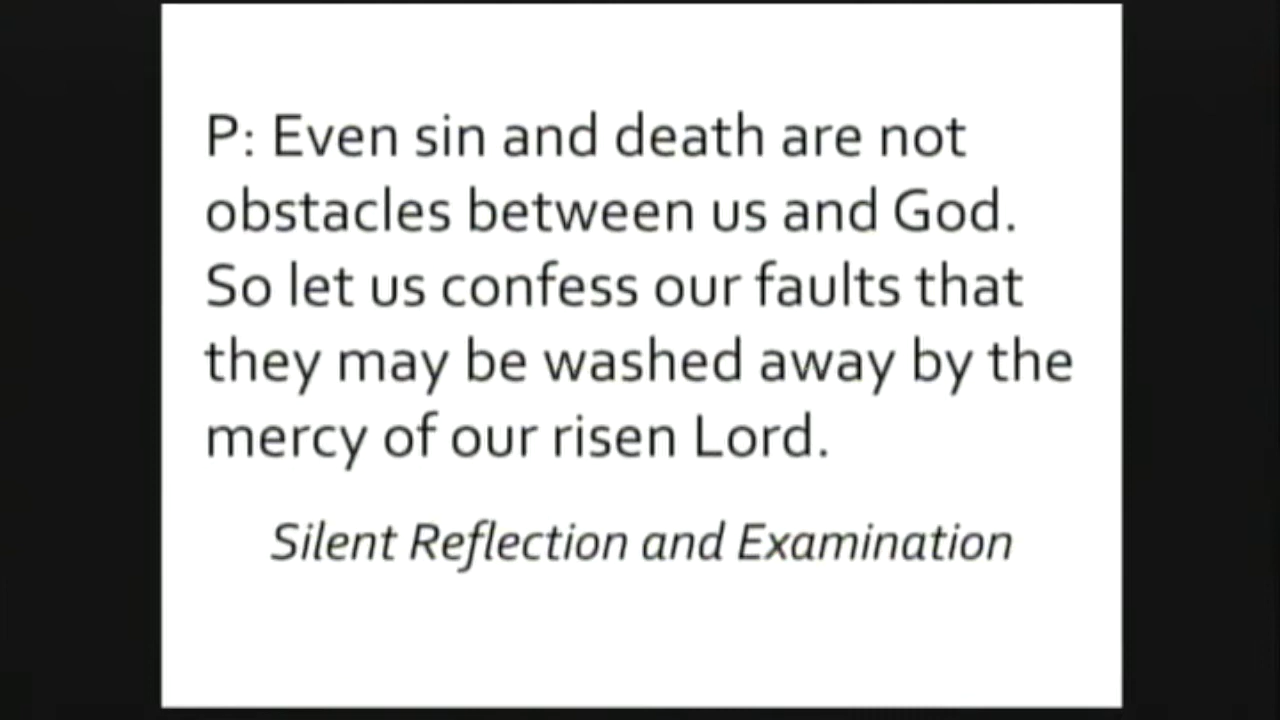 P: Even sin and death are not
obstacles between us and God.
So let us confess our faults that
they may be washed away by the
mercy of our risen Lord.
Silent Reflection and Examination